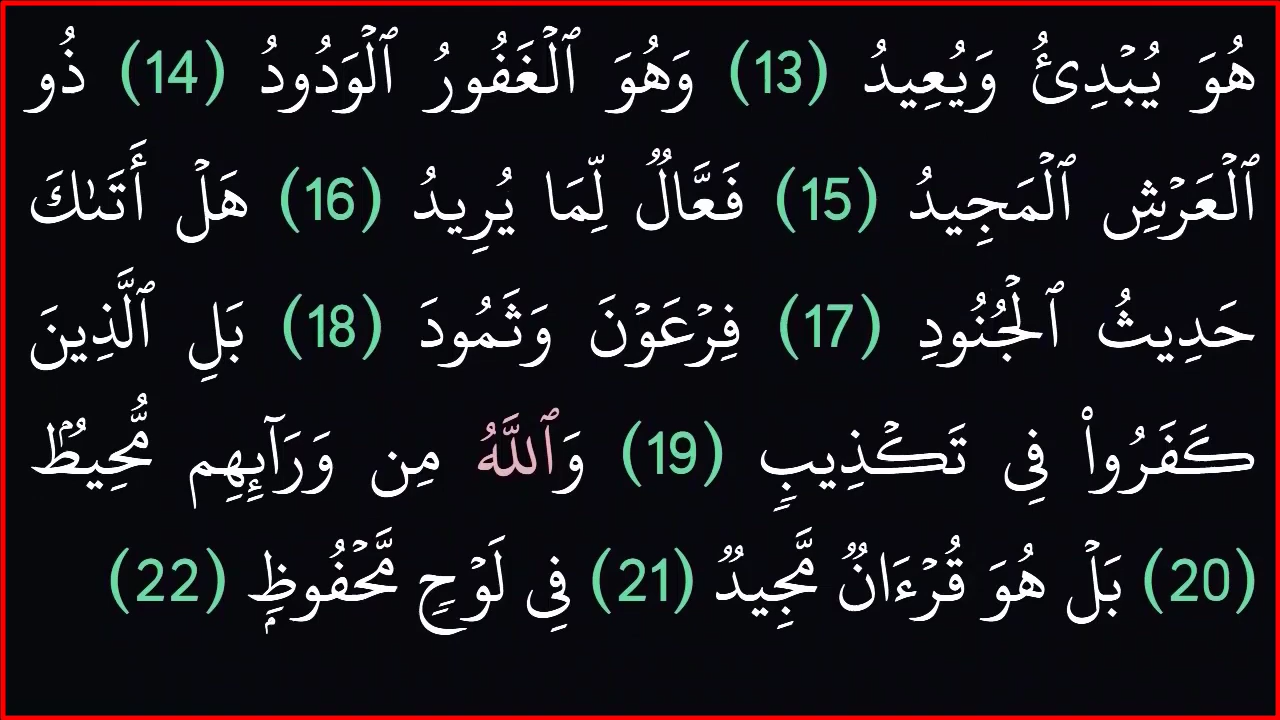 هُوَ يُبْدِئُ وَيُعِيدُ (13) وَهُوَ ٱلْغَفُورُ ٱلْوَدُودُ (14) ذُو
ٱلْعَرْشِ ٱلْمَجِيدُ (15) فَعَّالٌ لِّمَا يُرِيدُ (16) هَلْ أَتَىٰكَ
حَدِيثُ ٱلْجُنُودِ (17) فِرْعَوْنَ وَثَمُودَ (18) بَلِ ٱلَّذِينَ
كَفَرُوا۟ فِى تَكْذِيبٍ (19) وَٱللَّهُ مِن وَرَآئِهِم مُّحِيطٌۢ
(20) بَلْ هُوَ قُرْءَانٌ مَّجِيدٌ (21) فِى لَوْحٍ مَّحْفُوظٍۭ (22)